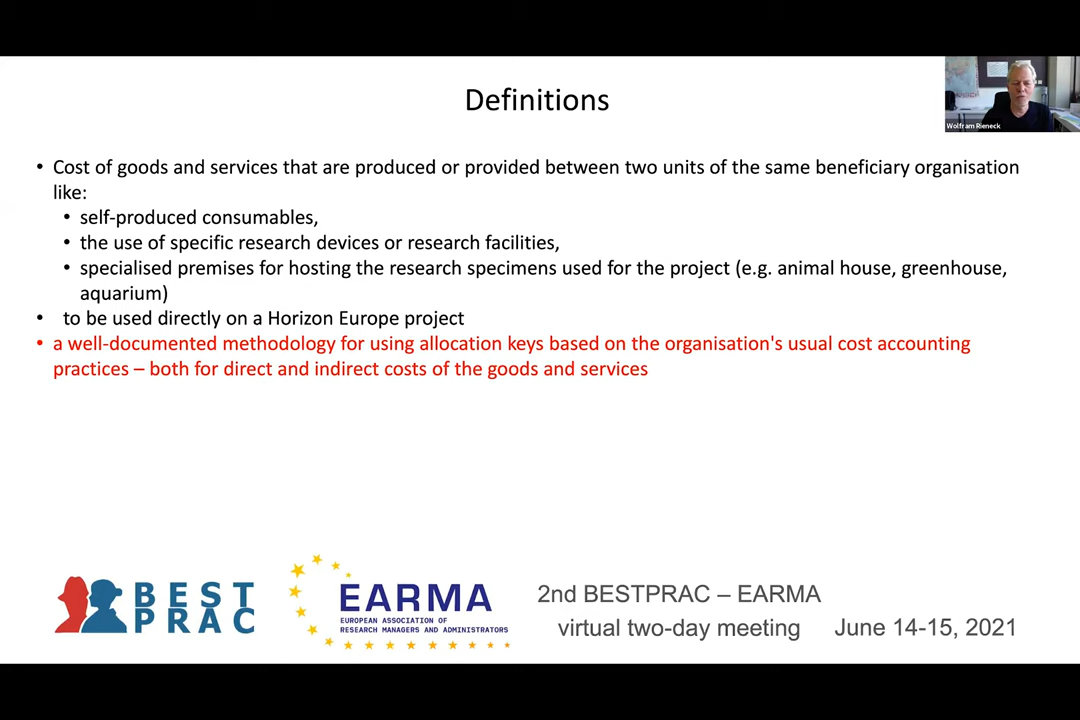 Definitions
Wolfram Rieneck
• Cost of goods and services that are produced or provided between two units of the same beneficiary organisation
like:
• self-produced consumables,
• the use of specific research devices or research facilities,
• specialised premises for hosting the research specimens used for the project (e.g. animal house, greenhouse,
aquarium)
• to be used directly on a Horizon Europe project
• a well-documented methodology for using allocation keys based on the organisation's usual cost accounting
practices – both for direct and indirect costs of the goods and services
BEST
PRAC
EARMA
EUROPEAN ASSOCIATION OF
RESEARCH MANAGERS AND ADMINISTRATORS
2nd BESTPRAC – EARMA
virtual two-day meeting
June 14-15, 2021